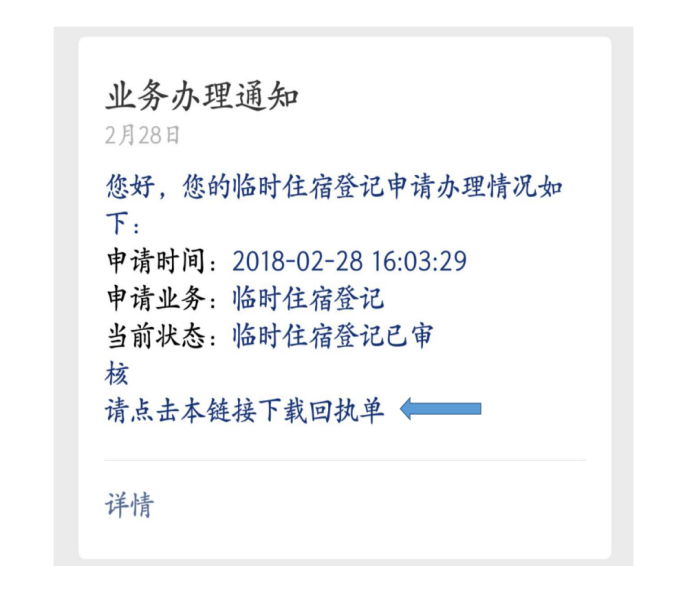 业务办理通知
2月28日
您好，您的临时住宿登记申请办理情况如
下：
申请时间：2018-02-28 16:03:29
申请业务：临时住宿登记
当前状态：临时住宿登记已审
核
请点击本链接下载回执单
详情